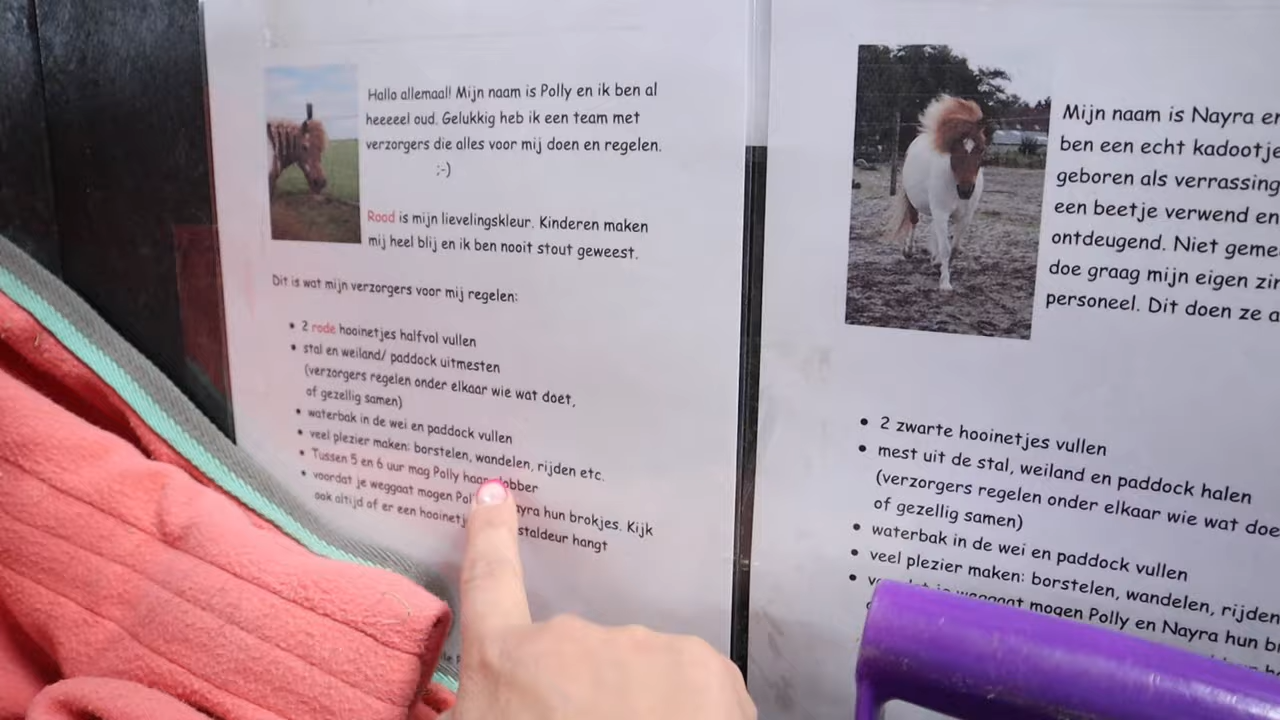 Hallo allemaal! Mijn naam is Polly en ik ben al
heeeeel oud. Gelukkig heb ik een team met
verzorgers die alles voor mij doen en regelen.
;-)
Rood is mijn lievelingskleur. Kinderen maken
mij heel blij en ik ben nooit stout geweest.
Dit is wat mijn verzorgers voor mij regelen:
• 2 rode hooinetjes halfvol vullen
• stal en weiland/ paddock uitmesten
(verzorgers regelen onder elkaar wie wat doet,
of gezellig samen)
• waterbak in de wei en paddock vullen
• veel plezier maken: borstelen, wandelen, rijden etc.
• Tussen 5 en 6 uur mag Polly haar slobber
• voordat je weggaat mogen Nayra hun brokjes. Kijk
ook altijd of er een staldeur hangt
Mijn naam is Nayra
ben een echt kadootje
geboren als verrassing
een beetje verwend en
ontdeugend. Niet
doe graag mijn eigen
personeel. Dit doen ze
• 2 zwarte hooinetjes vullen
• mest uit de stal, weiland en paddock halen
(verzorgers regelen onder elkaar wie wat
of gezellig samen)
• waterbak in de wei en paddock vullen
• veel plezier maken: borstelen, wandelen, rijden
• weggaat mogen Polly en Nayra hun